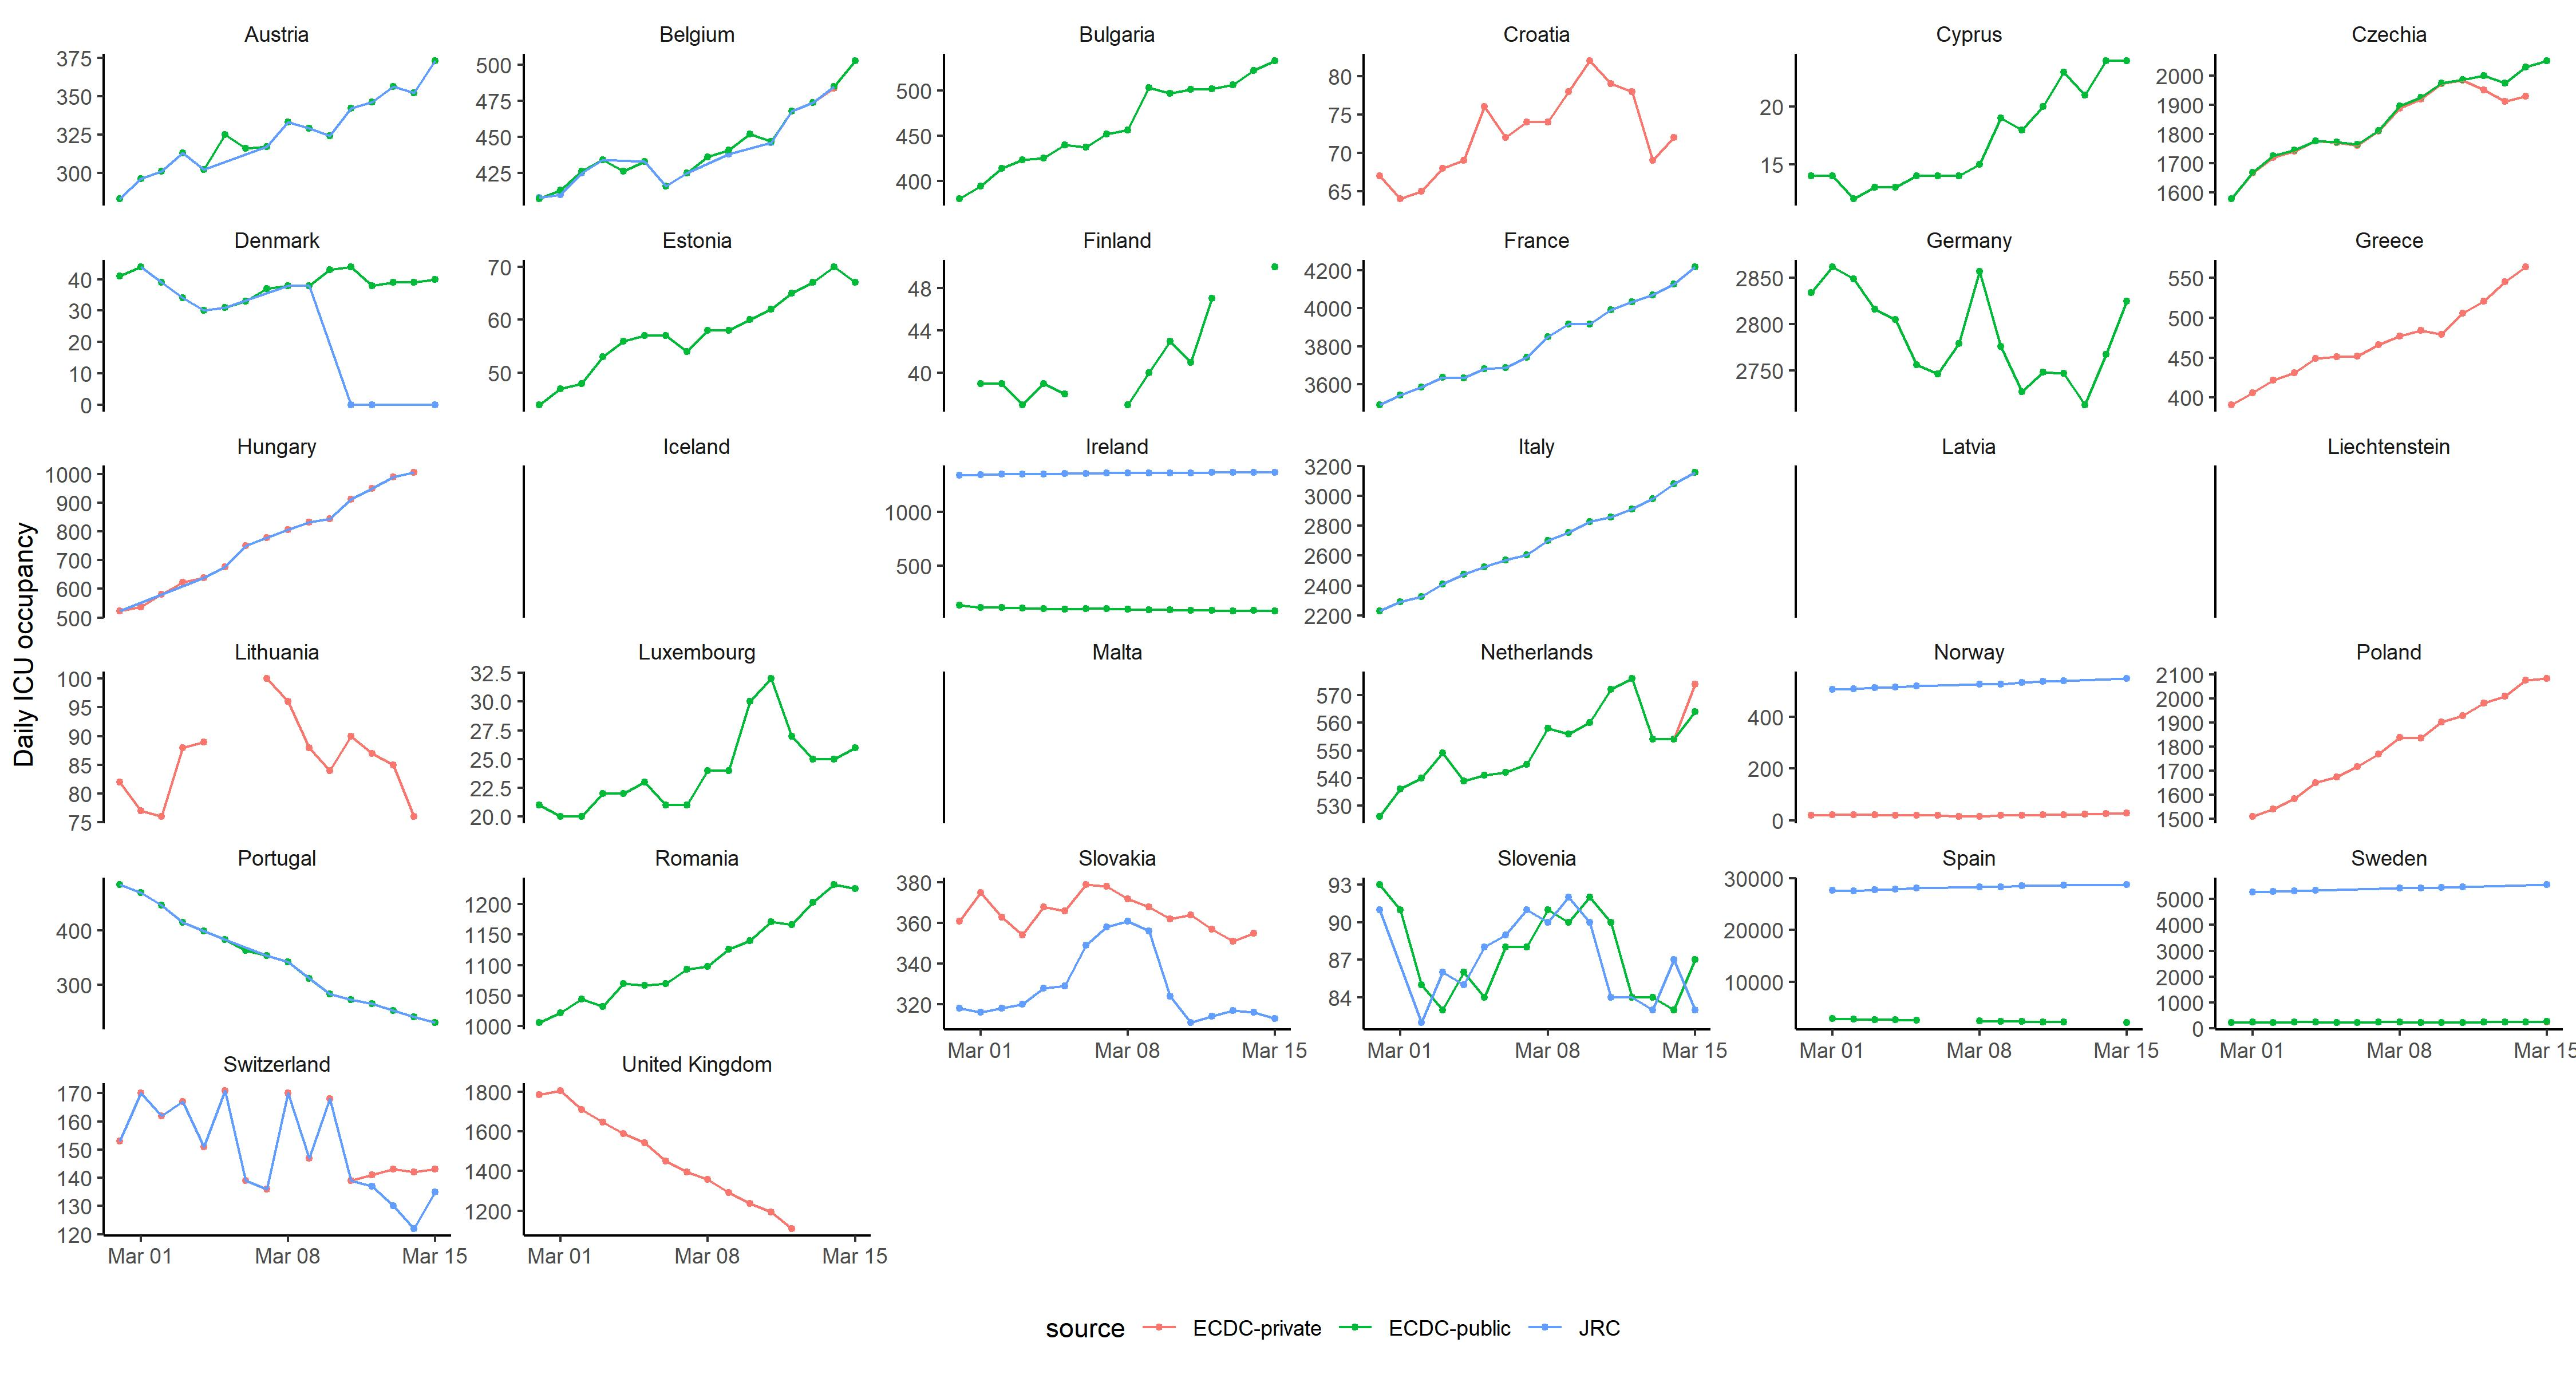 Austria
Belgium
Bulgaria
Croatia
Cyprus
Czechia
375
350
325
300
500
475
450
425
500
450
400
80
75
70
65
20
15
2000
1900
1800
1700
1600
Denmark
Estonia
Finland
France
Germany
Greece
40
30
20
10
0
70
60
50
48
44
40
4200
4000
3800
3600
2850
2800
2750
550
500
450
400
Hungary
Iceland
Ireland
Italy
Latvia
Liechtenstein
1000
900
800
700
600
500
1000
500
3200
3000
2800
2600
2400
2200
Daily ICU occupancy
Lithuania
Luxembourg
Malta
Netherlands
Norway
Poland
100
95
90
85
80
75
32.5
30.0
27.5
25.0
22.5
20.0
570
560
550
540
530
400
200
0
2100
2000
1900
1800
1700
1600
1500
Portugal
Romania
Slovakia
Slovenia
Spain
Sweden
400
300
1200
1150
1100
1050
1000
380
360
340
320
93
90
87
84
30000
20000
10000
5000
4000
3000
2000
1000
0
Mar 01 Mar 08 Mar 15
Mar 01 Mar 08 Mar 15
Mar 01 Mar 08 Mar 15
Mar 01 Mar 08 Mar 15
Switzerland
United Kingdom
170
160
150
140
130
120
1800
1600
1400
1200
Mar 01 Mar 08 Mar 15
Mar 01 Mar 08 Mar 15
source ECDC-private ECDC-public JRC